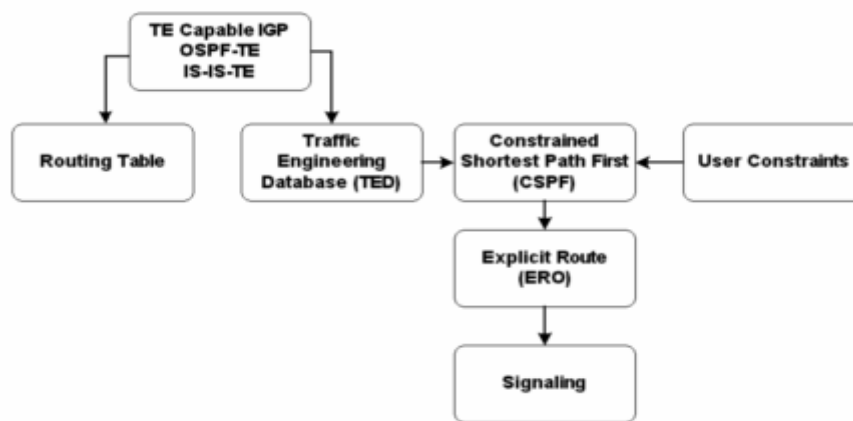 TE Capable IGP
OSPF-TE
IS-IS-TE
Routing Table
Traffic
Engineering
Database (TED)
Constrained
Shortest Path First
(CSPF)
User Constraints
Explicit Route
(ERO)
Signaling